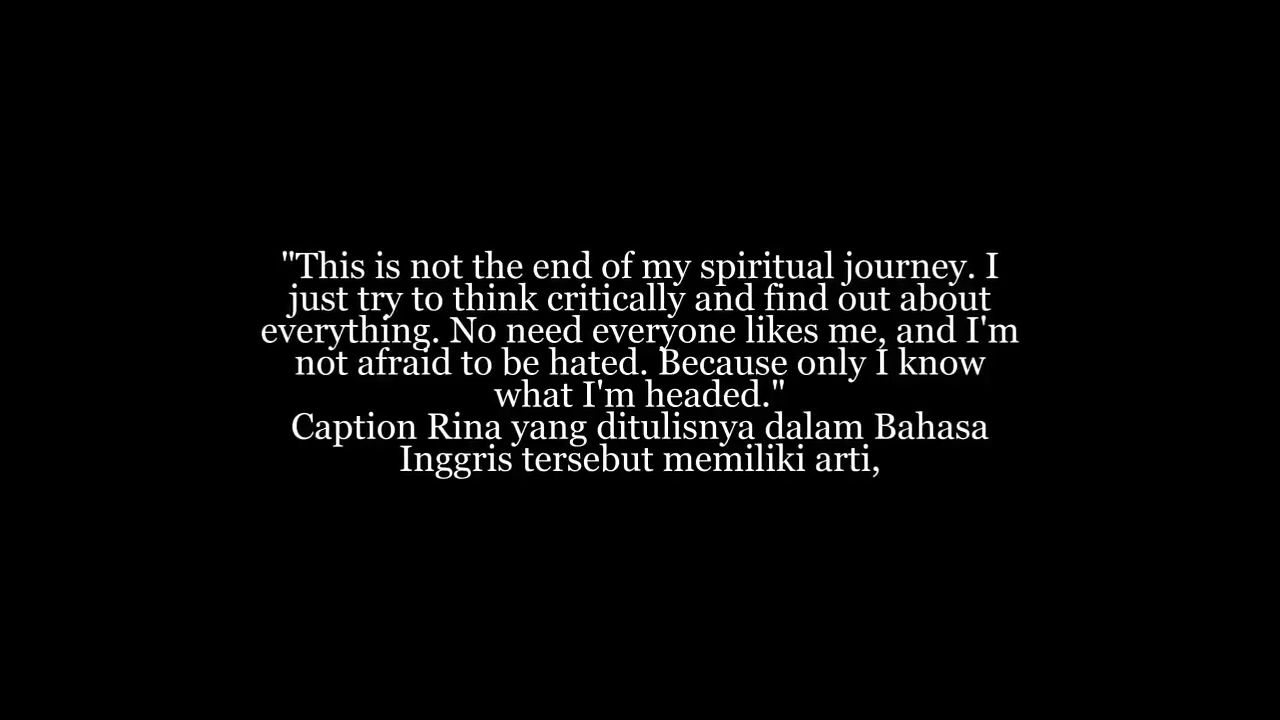 "This is not the end of my spiritual journey. I
just try to think critically and find out about
everything. No need everyone likes me, and I'm
not afraid to be hated. Because only I know
what I'm headed."
Caption Rina yang ditulisnya dalam Bahasa
Inggris tersebut memiliki arti,